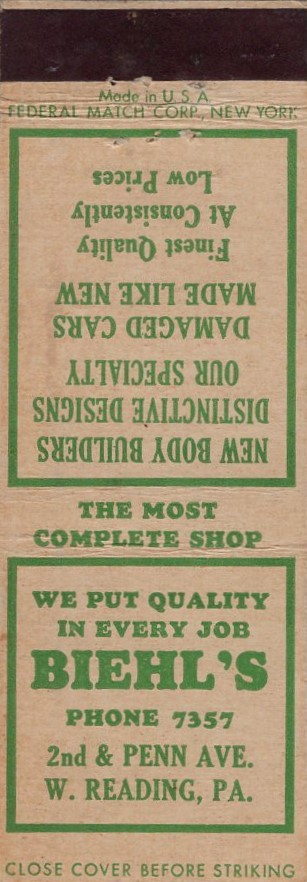 Made in U.S.A.
FEDERAL MATCH CORP., NEW YORK
NEW BODY BUILDERS
DISTINCTIVE DESIGNS
OUR SPECIALTY
DAMAGED CARS
MADE LIKE NEW
Finest Quality
At Consistently
Low Prices
THE MOST
COMPLETE SHOP
WE PUT QUALITY
IN EVERY JOB
BIEHL'S
PHONE 7357
2nd & PENN AVE.
W. READING, PA.
CLOSE COVER BEFORE STRIKING